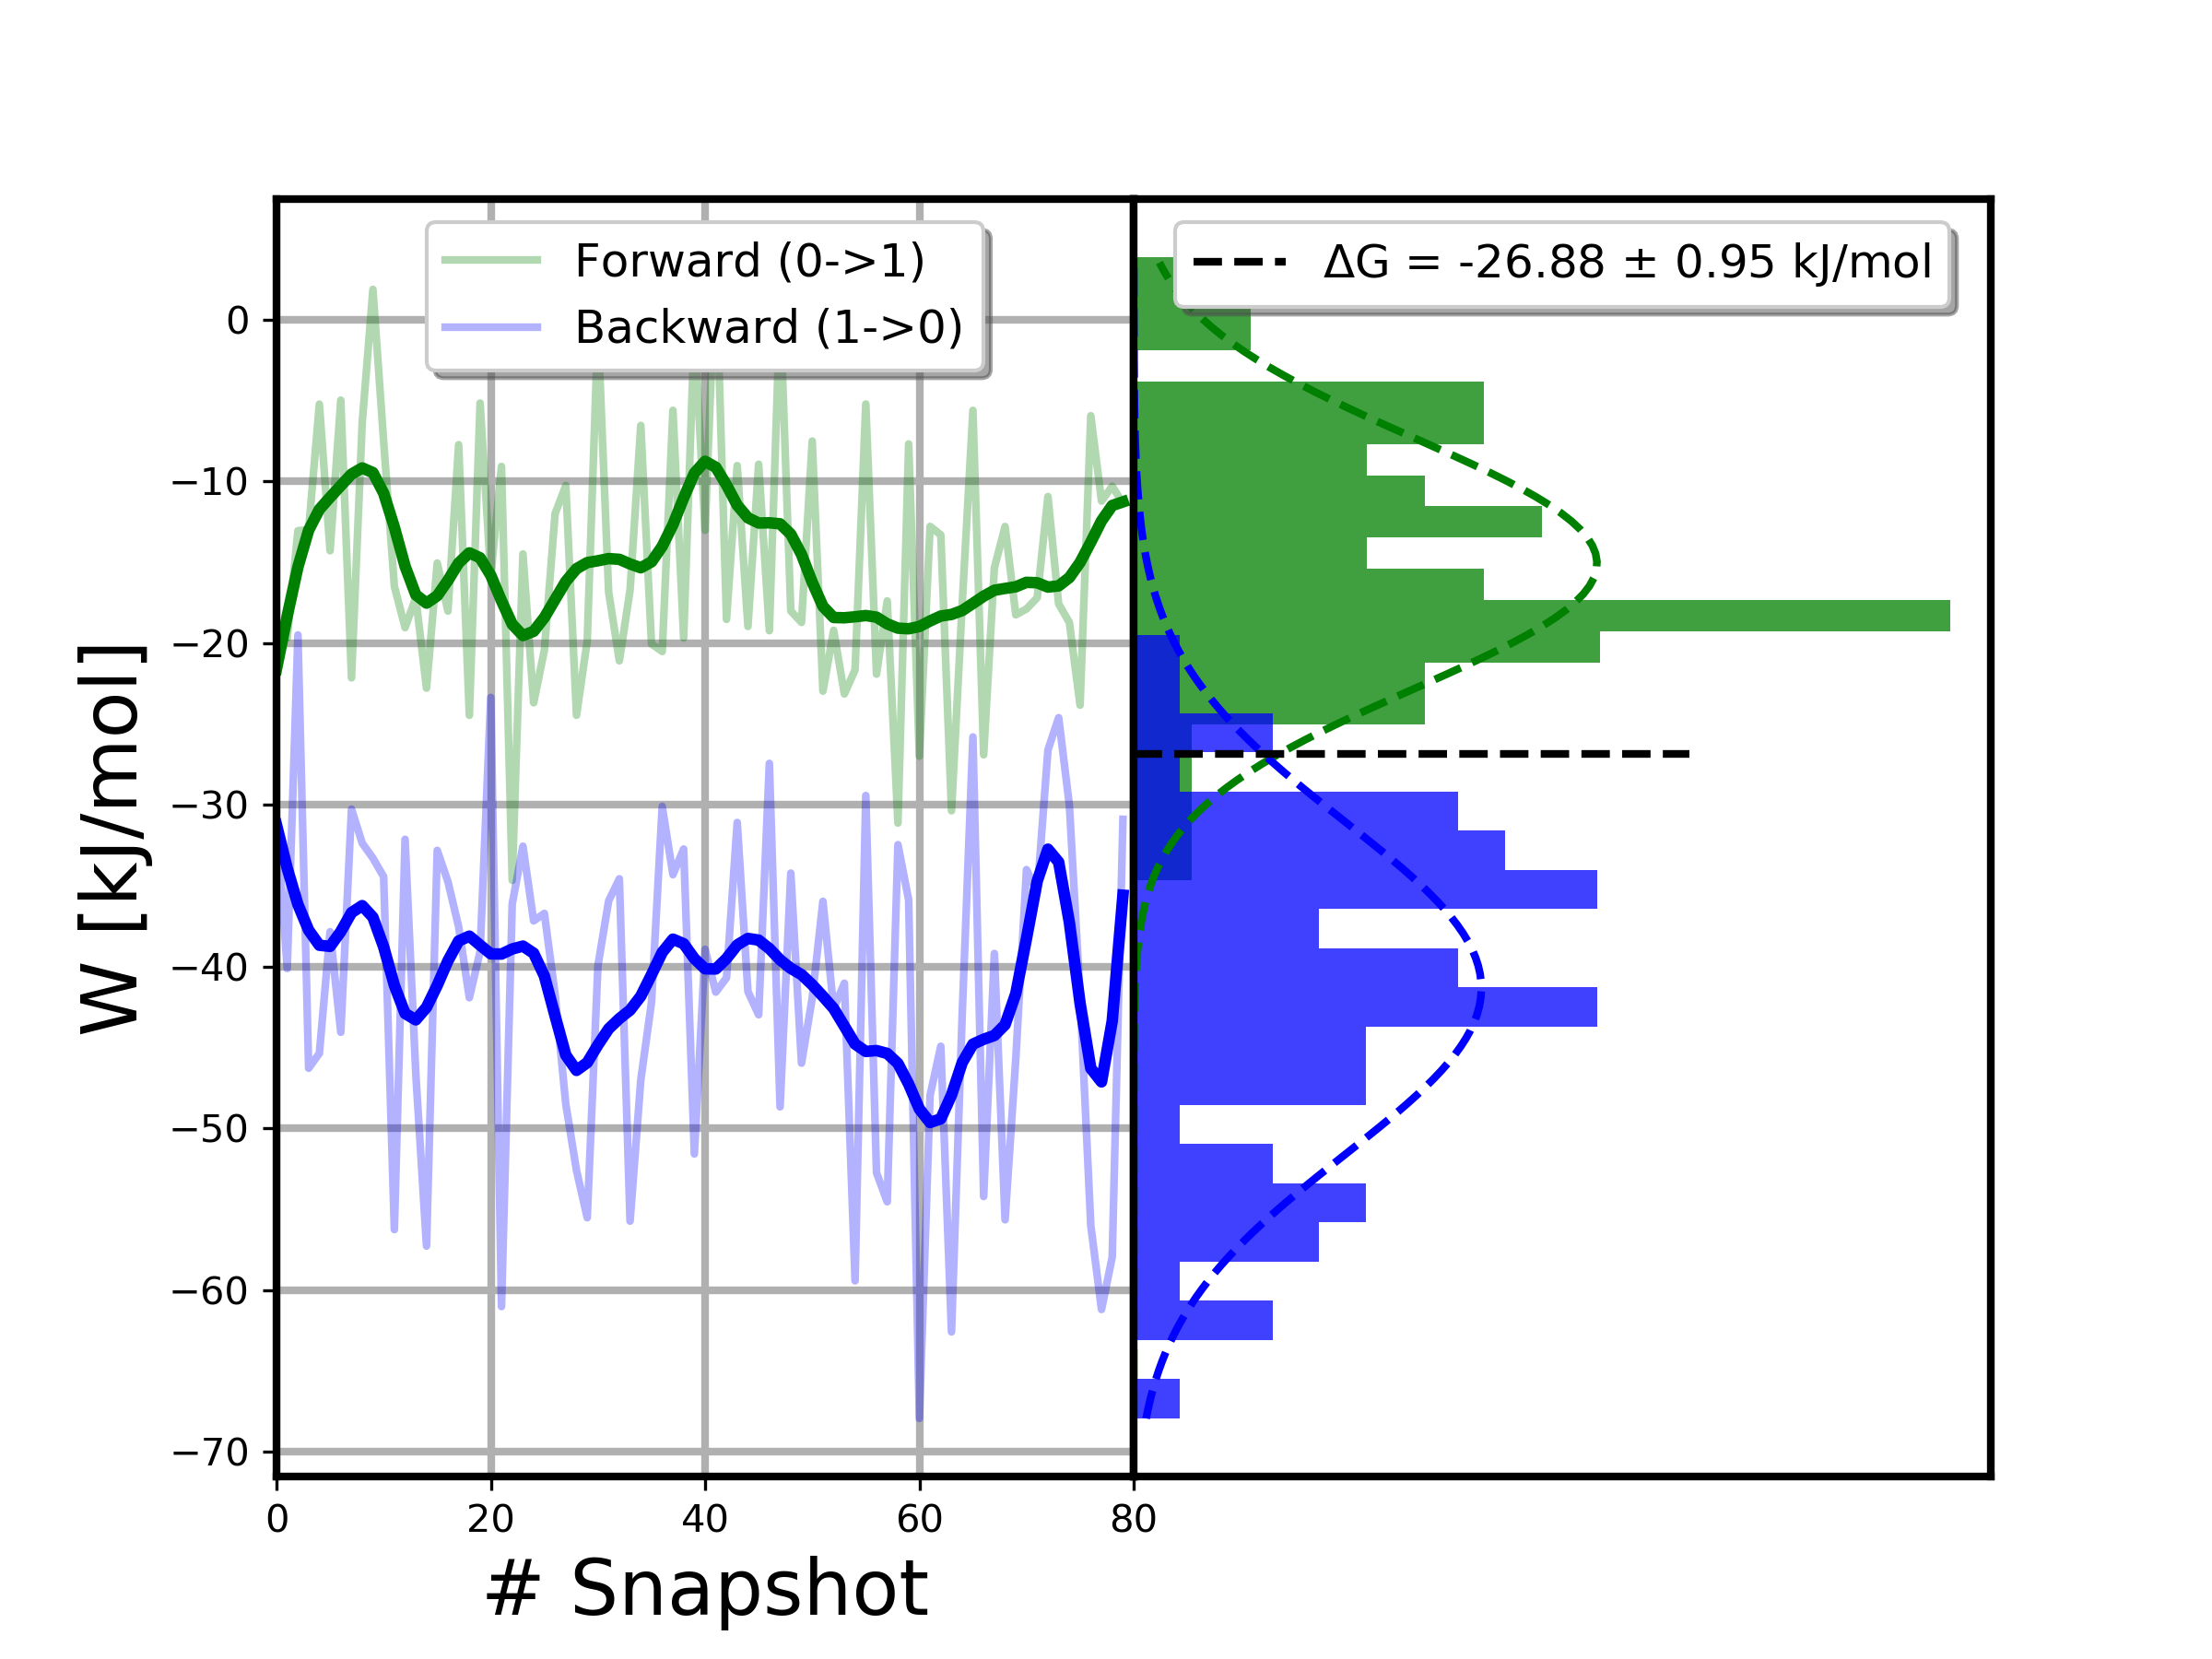 Forward (0->1)
Backward (1->0)
ΔG = -26.88 ± 0.95 kJ/mol
W [kJ/mol]
0
−10
−20
−30
−40
−50
−60
−70
0 20 40 60 80
# Snapshot